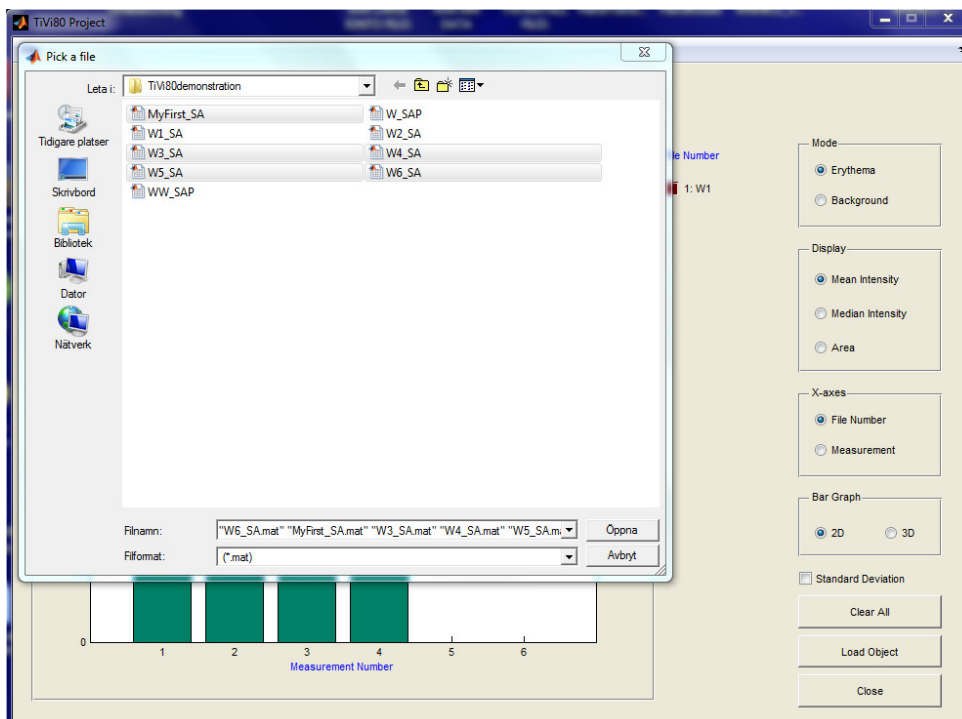 TiVi80 Project
Pick a file
Leta i:
TiVi80demonstration
Tidigare platser
Skrivbord
Bibliotek
Dator
Nätverk
MyFirst_SA
W_SAP
W1_SA
W2_SA
W3_SA
W4_SA
W5_SA
W6_SA
WW_SAP
Filnamn:
"W6_SA.mat" "MyFirst_SA.mat" "W3_SA.mat" "W4_SA.mat" "W5_SA.m
Öppna
Filformat:
(*.mat)
Avbryt
le Number
1: W1
Mode
Erythema
Background
Display
Mean Intensity
Median Intensity
Area
X-axes
File Number
Measurement
Bar Graph
2D
3D
Standard Deviation
Clear All
Load Object
Close
0
1 2 3 4 5 6
Measurement Number